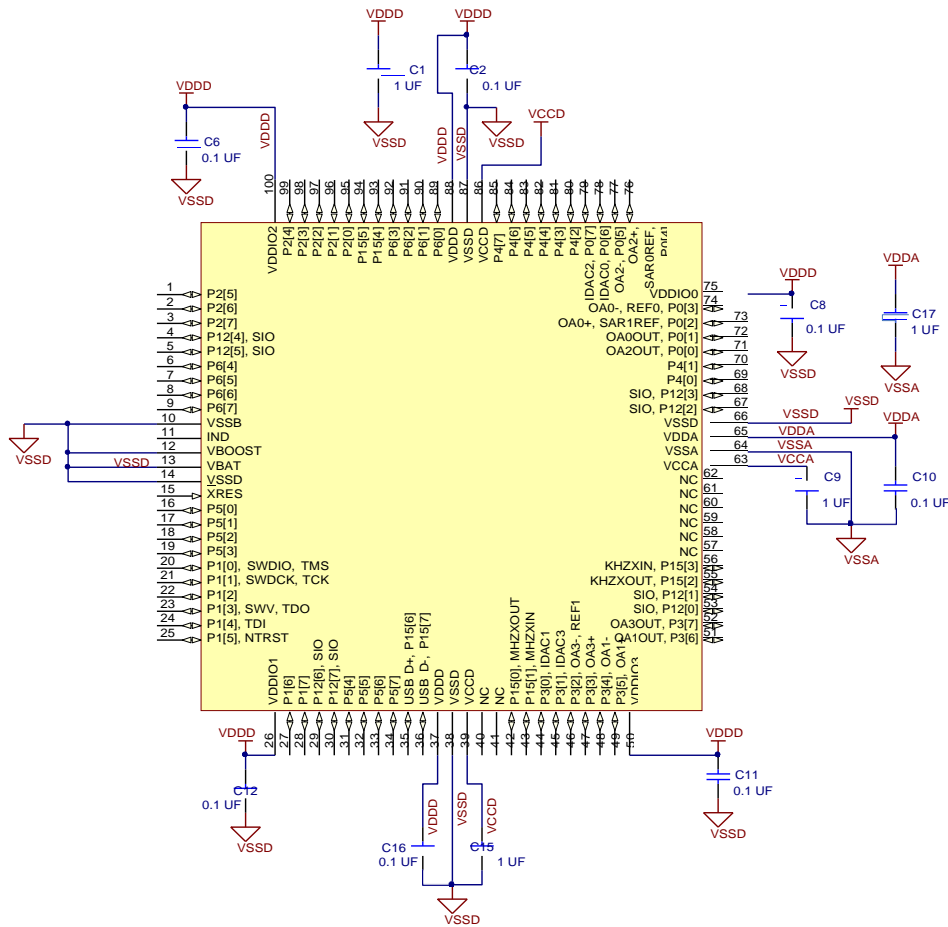 VDDD
VDDD
C1
1 UF
VSSD
C2
0.1 UF
VSSD
VCCD
VDDD
C6
0.1 UF
VSSD
VDDD
VDDD
VSSD
100
99
98
97
96
95
94
93
92
91
90
89
88
87
86
85
84
83
82
81
80
79
78
77
76
VDDIO2
P2[4]
P2[3]
P2[2]
P2[1]
P2[0]
P15[5]
P15[4]
P6[3]
P6[2]
P6[1]
P6[0]
VDDD
VSSD
VCCD
P4[7]
P4[6]
P4[5]
P4[4]
P4[3]
P4[2]
IDAC2, P0[7]
IDAC0, P0[6]
OA2-, P0[5]
OA2+,
SAR0REF,
P0[4]
1 P2[5]
2 P2[6]
3 P2[7]
4 P12[4], SIO
5 P12[5], SIO
6 P6[4]
7 P6[5]
8 P6[6]
9 P6[7]
10 VSSB
11 IND
12 VBOOST
13 VBAT
14 VSSD
15 XRES
16 P5[0]
17 P5[1]
18 P5[2]
19 P5[3]
20 P1[0], SWDIO, TMS
21 P1[1], SWDCK, TCK
22 P1[2]
23 P1[3], SWV, TDO
24 P1[4], TDI
25 P1[5], NTRST
VSSD
VSSD
VDDIO0 75
OA0-, REF0, P0[3] 74
OA0+, SAR1REF, P0[2] 73
OA0OUT, P0[1] 72
OA2OUT, P0[0] 71
P4[1] 70
P4[0] 69
SIO, P12[3] 68
SIO, P12[2] 67
VSSD 66
VDDA 65
VSSA 64
VCCA 63
NC 62
NC 61
NC 60
NC 59
NC 58
NC 57
KHZXIN, P15[3] 56
KHZXOUT, P15[2] 55
SIO, P12[1] 54
SIO, P12[0] 53
OA3OUT, P3[7] 52
OA1OUT, P3[6] 51
VDDD
C8
0.1 UF
VSSD
VDDA
C17
1 UF
VSSA
VSSD
VSSD
VDDA
VDDA
VSSA
VCCA
C9
1 UF
C10
0.1 UF
VSSA
VDDIO1
P1[6]
P1[7]
P12[6], SIO
P12[7], SIO
P5[4]
P5[5]
P5[6]
P5[7]
USB D+, P15[6]
USB D-, P15[7]
VDDD
VSSD
VCCD
NC
NC
P15[0], MHZXOUT
P15[1], MHZXIN
P3[0], IDAC1
P3[1], IDAC3
P3[2], OA3-, REF1
P3[3], OA3+
P3[4], OA1-
P3[5], OA1+
VDDIO3
26
27
28
29
30
31
32
33
34
35
36
37
38
39
40
41
42
43
44
45
46
47
48
49
50
VDDD
C12
0.1 UF
VSSD
VDDD
VSSD
VCCD
C16
0.1 UF
C15
1 UF
VSSD
VDDD
C11
0.1 UF
VSSD